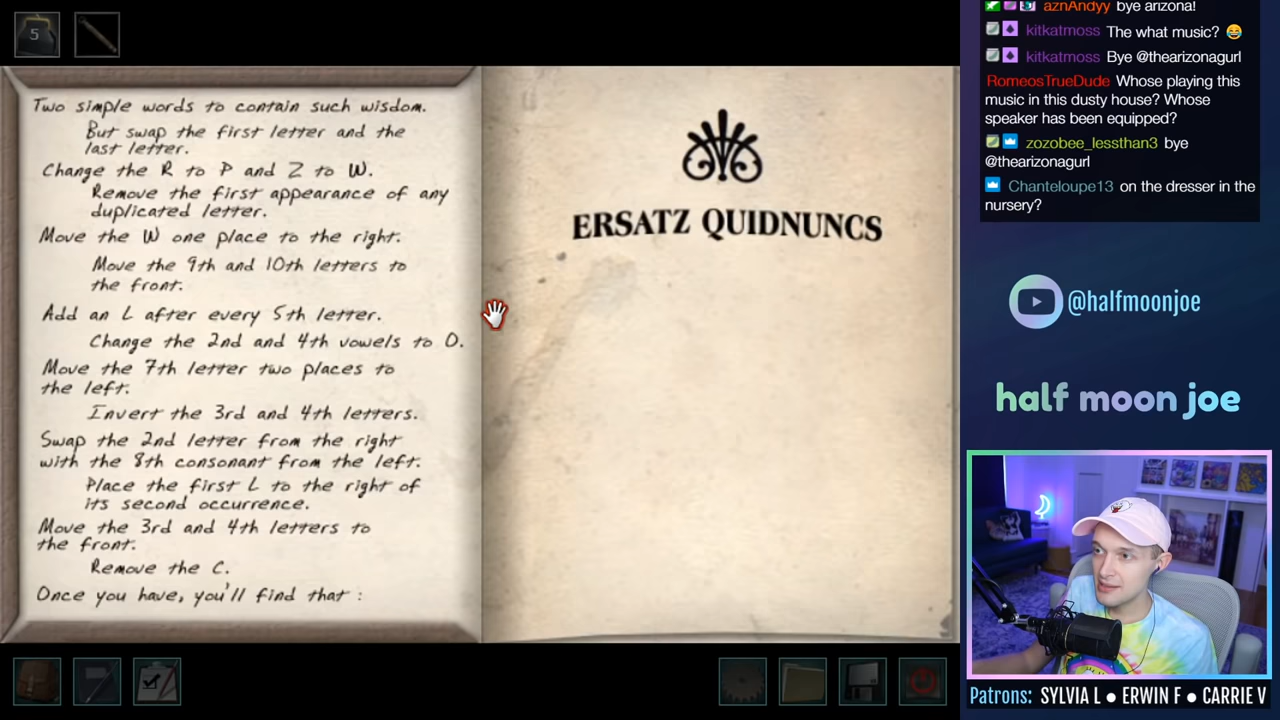 5
Two simple words to contain such wisdom.
But swap the first letter and the
last letter.
Change the R to P and Z to W.
Remove the first appearance of any
duplicated letter.
Move the W one place to the right.
Move the 9th and 10th letters to
the front.
Add an L after every 5th letter.
Change the 2nd and 4th vowels to O.
Move the 7th letter two places to
the left.
Invert the 3rd and 4th letters.
Swap the 2nd letter from the right
with the 8th consonant from the left.
Place the first L to the right of
its second occurrence.
Move the 3rd and 4th letters to
the front.
Remove the C.
Once you have, you'll find that :
ERSATZ QUIDNUNCS
aznAndyy bye arizona!
kitkatmoss The what music? 😂
kitkatmoss Bye @thearizonagurl
RomeosTrueDude Whose playing this
music in this dusty house? Whose
speaker has been equipped?
zozobee_lessthan3 bye
@thearizonagurl
Chanteloupe13 on the dresser in the
nursery?
@halfmoonjoe
half moon joe
Patrons: SYLVIA L ● ERWIN F ● CARRIE V